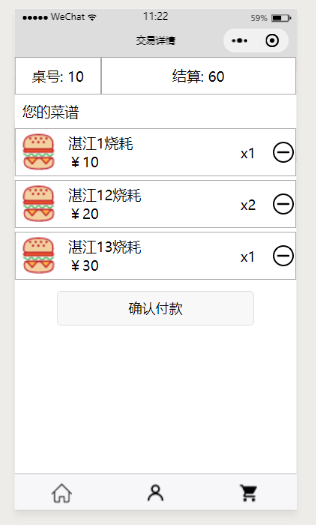 WeChat 11:22 59%
交易详情
桌号: 10 结算: 60
您的菜谱
湛江1烧耗
¥10 x1
湛江12烧耗
¥20 x2
湛江13烧耗
¥30 x1
确认付款